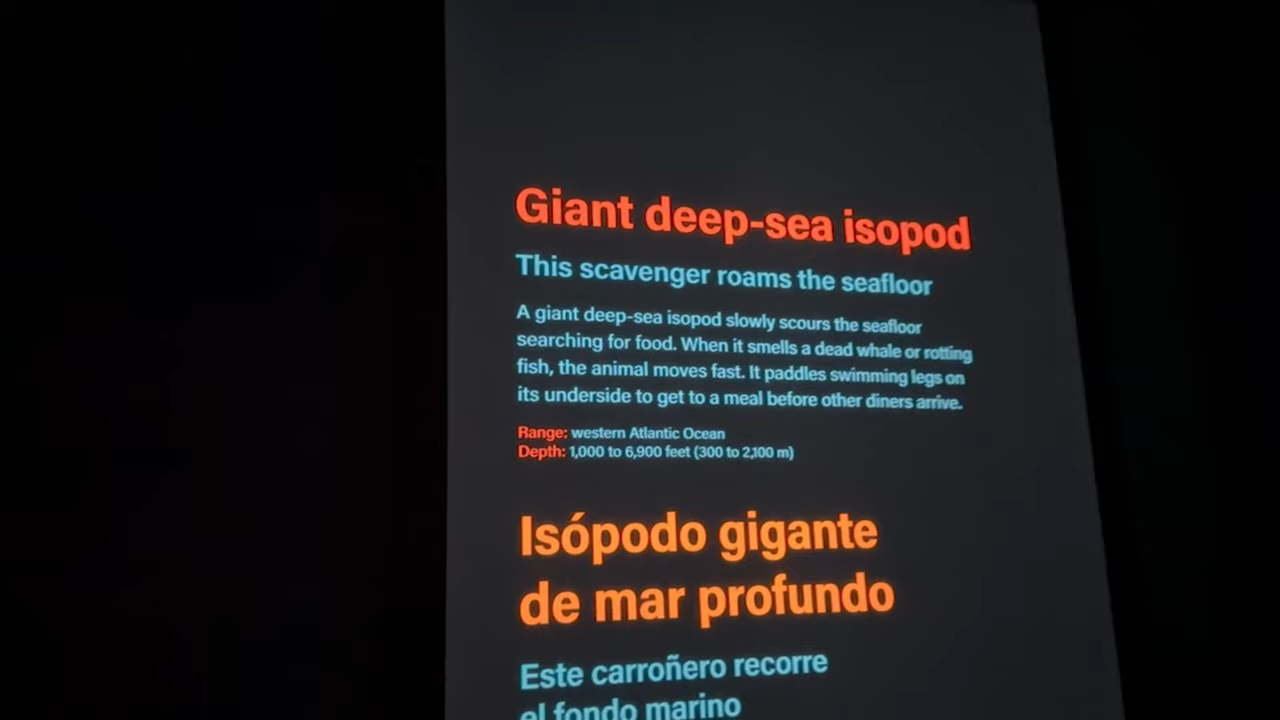 Giant deep-sea isopod
This scavenger roams the seafloor
A giant deep-sea isopod slowly scours the seafloor
searching for food. When it smells a dead whale or rotting
fish, the animal moves fast. It paddles swimming legs on
its underside to get to a meal before other diners arrive.
Range: western Atlantic Ocean
Depth: 1,000 to 6,900 feet (300 to 2,100 m)
Isópodo gigante
de mar profundo
Este carroñero recorre
el fondo marino